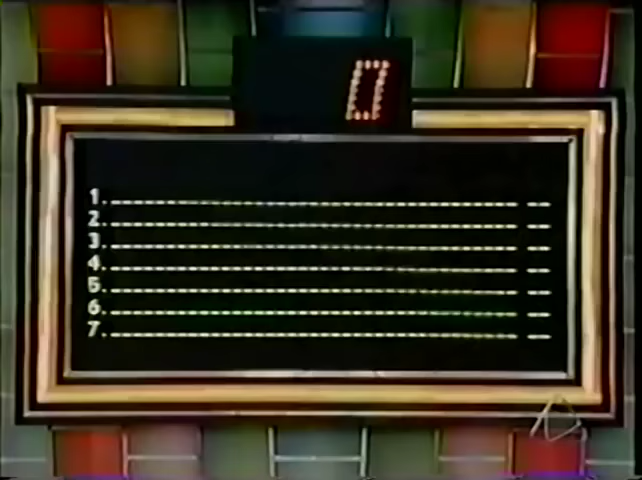 0
1. _ _ _ _ _ _ _ _ _ _ _ _ _ _ _ _ _ _ _ _ _ _ _ _ _ _ _ _ _ _ _ _ _ _ _ _ _ _ _ _ _ _
2. _ _ _ _ _ _ _ _ _ _ _ _ _ _ _ _ _ _ _ _ _ _ _ _ _ _ _ _ _ _ _ _ _ _ _ _ _ _ _ _ _ _
3. _ _ _ _ _ _ _ _ _ _ _ _ _ _ _ _ _ _ _ _ _ _ _ _ _ _ _ _ _ _ _ _ _ _ _ _ _ _ _ _ _ _
4. _ _ _ _ _ _ _ _ _ _ _ _ _ _ _ _ _ _ _ _ _ _ _ _ _ _ _ _ _ _ _ _ _ _ _ _ _ _ _ _ _ _
5. _ _ _ _ _ _ _ _ _ _ _ _ _ _ _ _ _ _ _ _ _ _ _ _ _ _ _ _ _ _ _ _ _ _ _ _ _ _ _ _ _ _
6. _ _ _ _ _ _ _ _ _ _ _ _ _ _ _ _ _ _ _ _ _ _ _ _ _ _ _ _ _ _ _ _ _ _ _ _ _ _ _ _ _ _
7. _ _ _ _ _ _ _ _ _ _ _ _ _ _ _ _ _ _ _ _ _ _ _ _ _ _ _ _ _ _ _ _ _ _ _ _ _ _ _ _ _ _